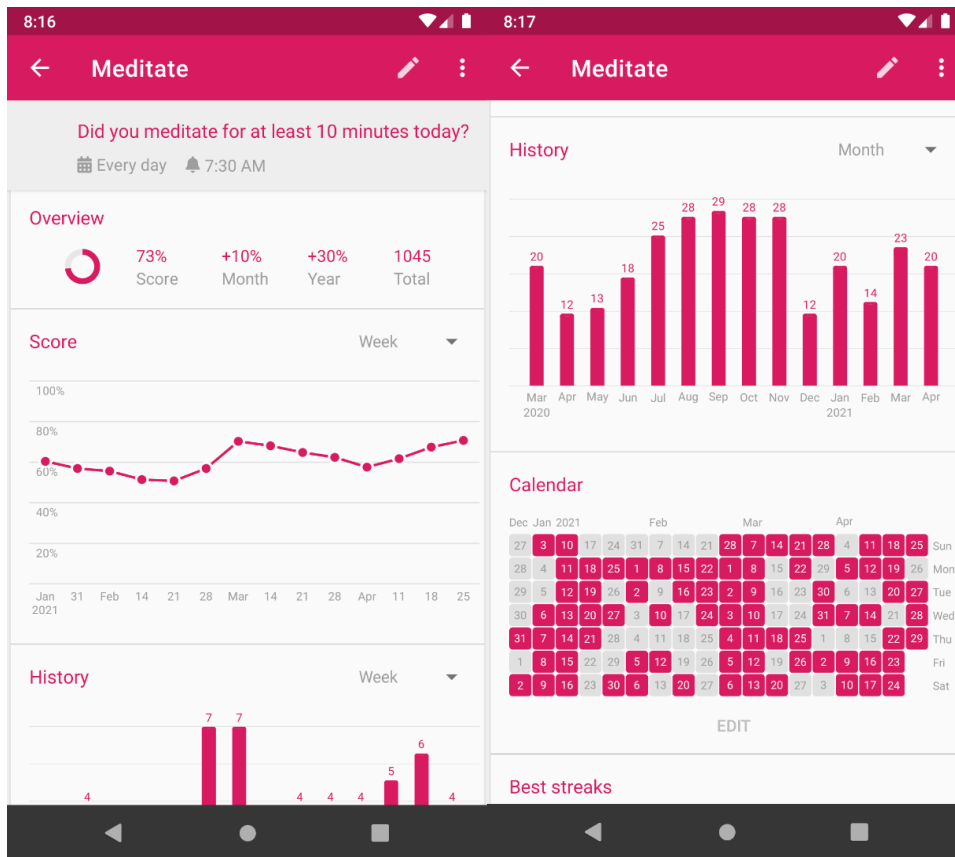 8:16
Meditate
Did you meditate for at least 10 minutes today?
Every day 7:30 AM
Overview
73% +10% +30% 1045
Score Month Year Total
Score Week
100%
80%
60%
40%
20%
Jan 31 Feb 14 21 28 Mar 14 21 28 Apr 11 18 25
2021
History Week
7 7
6
5
4 4 4 4 4
8:17
Meditate
History Month
29
28 28 28
25
23
20 20 20
18
14
13
12 12
Mar Apr May Jun Jul Aug Sep Oct Nov Dec Jan Feb Mar Apr
2020 2021
Calendar
Dec Jan 2021 Feb Mar Apr
27 3 10 17 24 31 7 14 21 28 7 14 21 28 4 11 18 25 Sun
28 4 11 18 25 1 8 15 22 1 8 15 22 29 5 12 19 26 Mon
29 5 12 19 26 2 9 16 23 2 9 16 23 30 6 13 20 27 Tue
30 6 13 20 27 3 10 17 24 3 10 17 24 31 7 14 21 28 Wed
31 7 14 21 28 4 11 18 25 4 11 18 25 1 8 15 22 29 Thu
1 8 15 22 29 5 12 19 26 5 12 19 26 2 9 16 23 Fri
2 9 16 23 30 6 13 20 27 6 13 20 27 3 10 17 24 Sat
EDIT
Best streaks